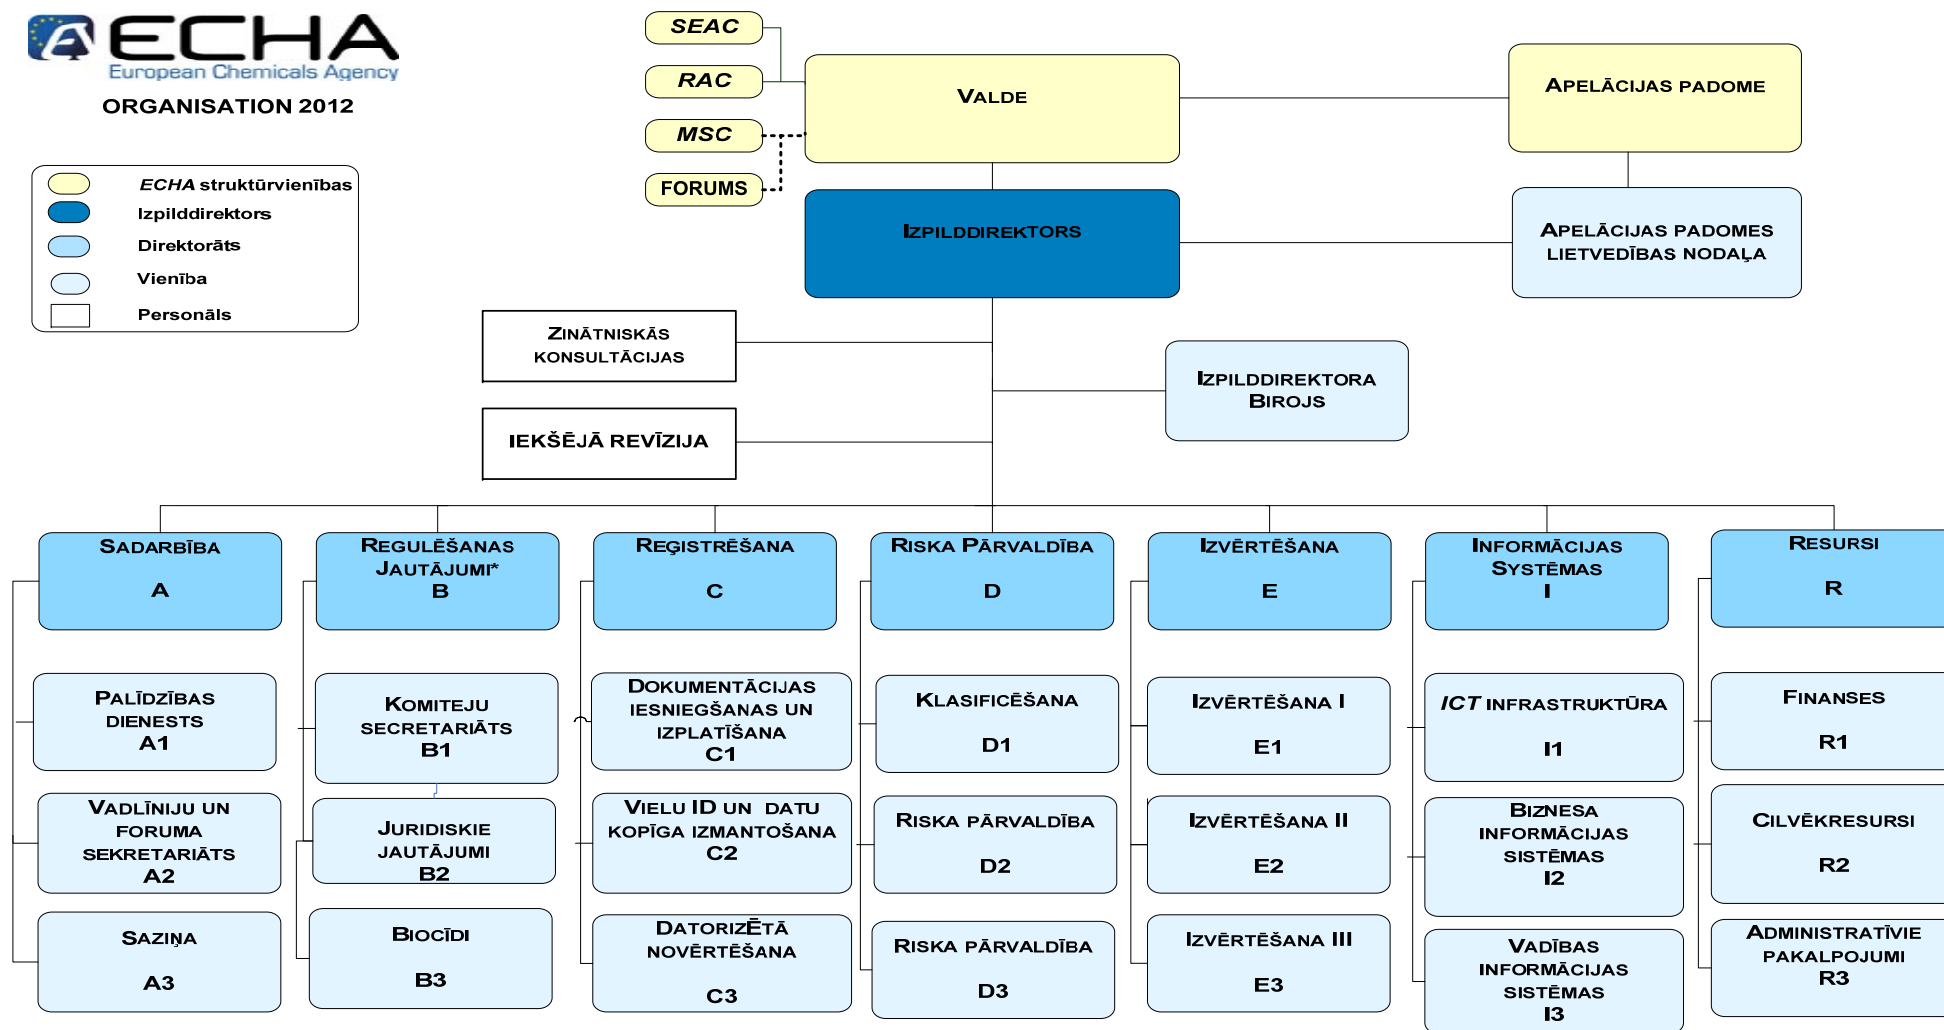 ECHA
European Chemicals Agency
ORGANISATION 2012
ECHA struktūrvienības
Izpilddirektors
Direktorāts
Vienība
Personāls
SEAC
RAC
MSC
FORUMS
VALDE
APELĀCIJAS PADOME
IZPILDDIREKTORS
APELĀCIJAS PADOMES
LIETVEDĪBAS NODAĻA
ZINĀTNISKĀS
KONSULTĀCIJAS
IZPILDDIREKTORA
BIROJS
IEKŠĒJĀ REVĪZIJA
SADARBĪBA
A
REGULĒŠANAS
JAUTĀJUMI*
B
REĢISTRĒŠANA
C
RISKA PĀRVALDĪBA
D
IZVĒRTĒŠANA
E
INFORMĀCIJAS
SYSTĒMAS
I
RESURSI
R
PALĪDZĪBAS
DIENESTS
A1
KOMITEJU
SECRETARIĀTS
B1
DOKUMENTĀCIJAS
IESNIEGŠANAS UN
IZPLATĪŠANA
C1
KLASIFICĒŠANA
D1
IZVĒRTĒŠANA I
E1
ICT INFRASTRUKTŪRA
I1
FINANSES
R1
VADLĪNIJU UN
FORUMA
SEKRETARIĀTS
A2
JURIDISKIE
JAUTĀJUMI
B2
VIELU ID UN DATU
KOPĪGA IZMANTOŠANA
C2
RISKA PĀRVALDĪBA
D2
IZVĒRTĒŠANA II
E2
BIZNESA
INFORMĀCIJAS
SISTĒMAS
I2
CILVĒKRESURSI
R2
SAZIŅA
A3
BIOCĪDI
B3
DATORIZĒTĀ
NOVĒRTĒŠANA
C3
RISKA PĀRVALDĪBA
D3
IZVĒRTĒŠANA III
E3
VADĪBAS
INFORMĀCIJAS
SISTĒMAS
I3
ADMINISTRATĪVIE
PAKALPOJUMI
R3